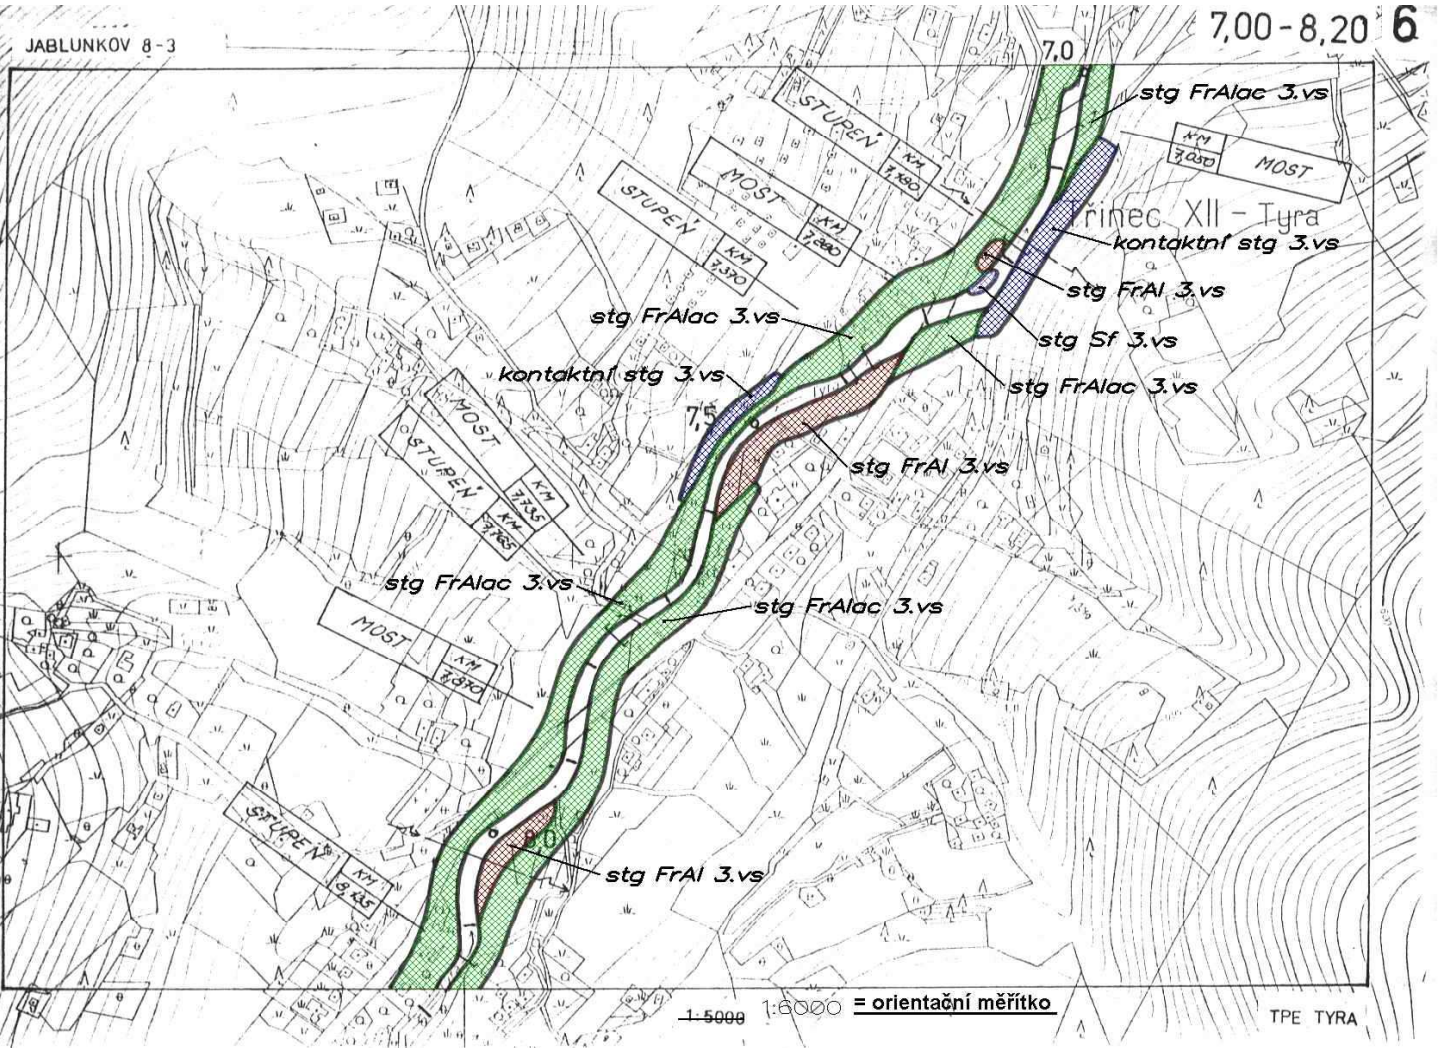 JABLUNKOV 8-3
7,00-8,20 6
7,0
stg FrAlac 3.vs
STUPEŇ KM 7,180
KM 7,050 MOST
MOST KM 7,290
STUPEŇ KM 7,370
Třinec XII - Tyra
kontaktní stg 3.vs
stg FrAl 3.vs
stg FrAlac 3.vs
stg Sf 3.vs
kontaktní stg 3.vs
stg FrAlac 3.vs
7,5
MOST KM 7,735
STUPEŇ KM 7,765
stg FrAl 3.vs
stg FrAlac 3.vs
stg FrAlac 3.vs
MOST KM 7,870
STUPEŇ KM 8,135
8,0
stg FrAl 3.vs
1:5000 1:6000 = orientační měřítko
TPE TYRA